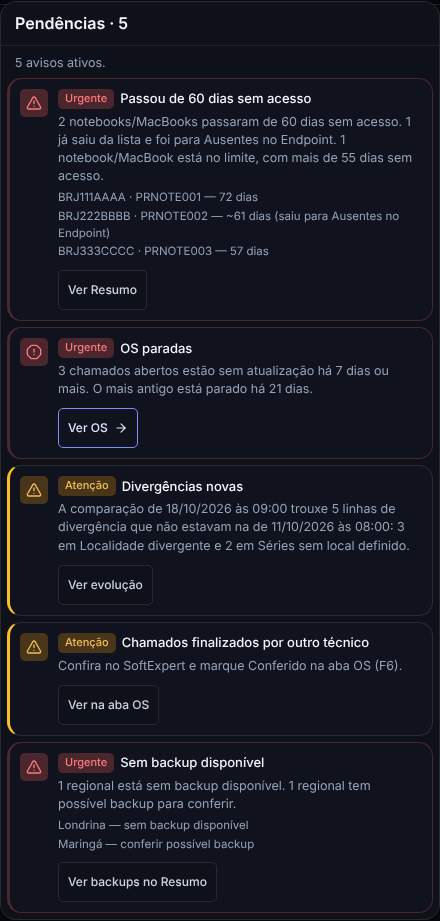 Pendências · 5
5 avisos ativos.
Urgente Passou de 60 dias sem acesso
2 notebooks/MacBooks passaram de 60 dias sem acesso. 1
já saiu da lista e foi para Ausentes no Endpoint. 1
notebook/MacBook está no limite, com mais de 55 dias sem
acesso.
BRJ111AAAA · PRNOTE001 — 72 dias
BRJ222BBBB · PRNOTE002 — ~61 dias (saiu para Ausentes no
Endpoint)
BRJ333CCCC · PRNOTE003 — 57 dias
Ver Resumo
Urgente OS paradas
3 chamados abertos estão sem atualização há 7 dias ou
mais. O mais antigo está parado há 21 dias.
Ver OS →
Atenção Divergências novas
A comparação de 18/10/2026 às 09:00 trouxe 5 linhas de
divergência que não estavam na de 11/10/2026 às 08:00: 3
em Localidade divergente e 2 em Séries sem local definido.
Ver evolução
Atenção Chamados finalizados por outro técnico
Confira no SoftExpert e marque Conferido na aba OS (F6).
Ver na aba OS
Urgente Sem backup disponível
1 regional está sem backup disponível. 1 regional tem
possível backup para conferir.
Londrina — sem backup disponível
Maringá — conferir possível backup
Ver backups no Resumo